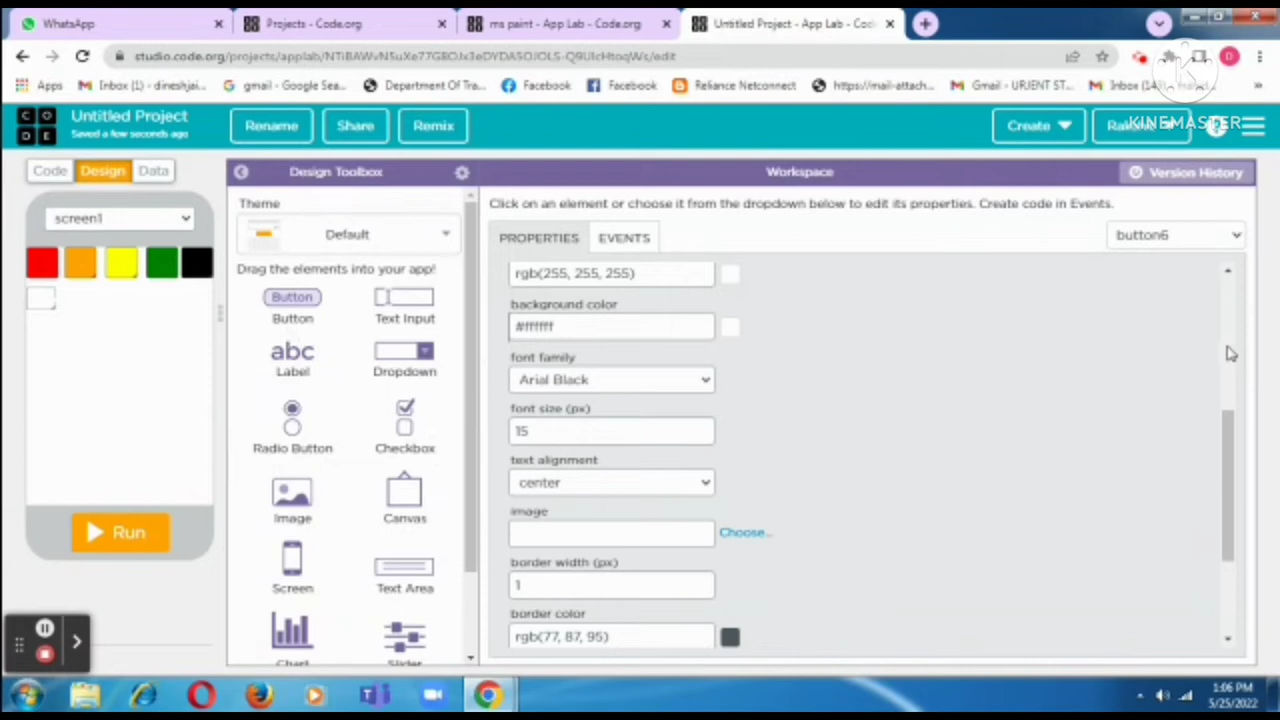 WhatsApp
Projects - Code.org
ms paint - App Lab - Code.org
Untitled Project - App Lab - Code
studio.code.org/projects/applab/
/edit
Apps
Inbox (1) - dineshjai...
gmail - Google Sea...
Department Of Tra...
Facebook
Facebook
Reliance Netconnect
https://mail-attach...
Gmail - URJENT ST...
KINEMASTER
CODE
Untitled Project
Saved a few seconds ago
Rename
Share
Remix
Create
Code
Design
Data
Design Toolbox
Workspace
Version History
screen1
Theme
Default
Drag the elements into your app!
Button
Button
Text Input
abc
Label
Dropdown
Radio Button
Checkbox
Image
Canvas
Screen
Text Area
Chart
Slider
Run
Click on an element or choose it from the dropdown below to edit its properties. Create code in Events.
PROPERTIES
EVENTS
button6
rgb(255, 255, 255)
background color
#ffffff
font family
Arial Black
font size (px)
15
text alignment
center
image
Choose...
border width (px)
1
border color
rgb(77, 87, 95)
1:06 PM
5/25/2022